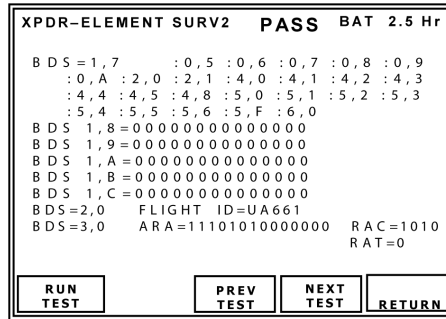 XPDR–ELEMENT SURV2 PASS BAT 2.5 Hr
BDS=1,7 :0,5 :0,6 :0,7 :0,8 :0,9
:0,A :2,0 :2,1 :4,0 :4,1 :4,2 :4,3
:4,4 :4,5 :4,8 :5,0 :5,1 :5,2 :5,3
:5,4 :5,5 :5,6 :5,F :6,0
BDS 1,8=00000000000000
BDS 1,9=00000000000000
BDS 1,A=00000000000000
BDS 1,B=00000000000000
BDS 1,C=00000000000000
BDS=2,0 FLIGHT ID=UA661
BDS=3,0 ARA=11101010000000 RAC=1010
RAT=0
RUN TEST
PREV TEST
NEXT TEST
RETURN